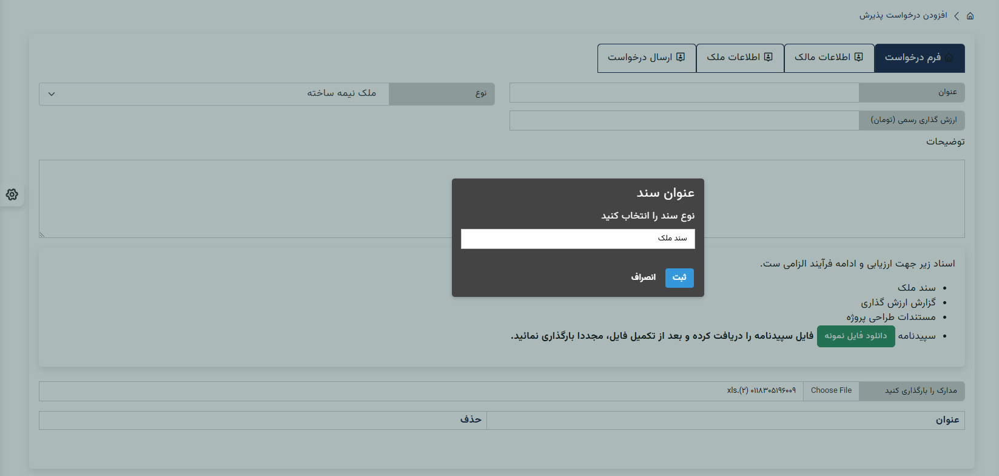 افزودن درخواست پذیرش
فرم درخواست
اطلاعات مالک
اطلاعات ملک
ارسال درخواست
عنوان
نوع
ملک نیمه ساخته
ارزش گذاری رسمی (تومان)
توضیحات
عنوان سند
نوع سند را انتخاب کنید
سند ملک
ثبت
انصراف
اسناد زیر جهت ارزیابی و ادامه فرآیند الزامی ست.
سند ملک
گزارش ارزش گذاری
مستندات طراحی پروژه
سپیدنامه دانلود فایل نمونه فایل سپیدنامه را دریافت کرده و بعد از تکمیل فایل، مجددا بارگذاری نمائید.
مدارک را بارگذاری کنید
Choose File
۰۱۱۸۳۰۵۱۹۶۰۰۹ (۲).xls
عنوان
حذف